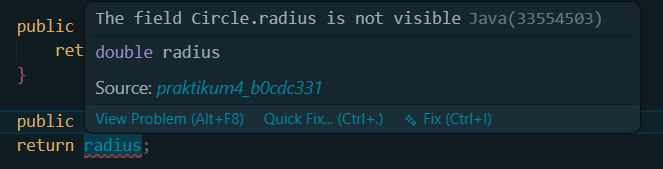 public
The field Circle.radius is not visible Java(33554503)
ret
double radius
}
Source: praktikum4_b0cdc331
public
View Problem (Alt+F8) Quick Fix... (Ctrl+.) Fix (Ctrl+I)
return radius;